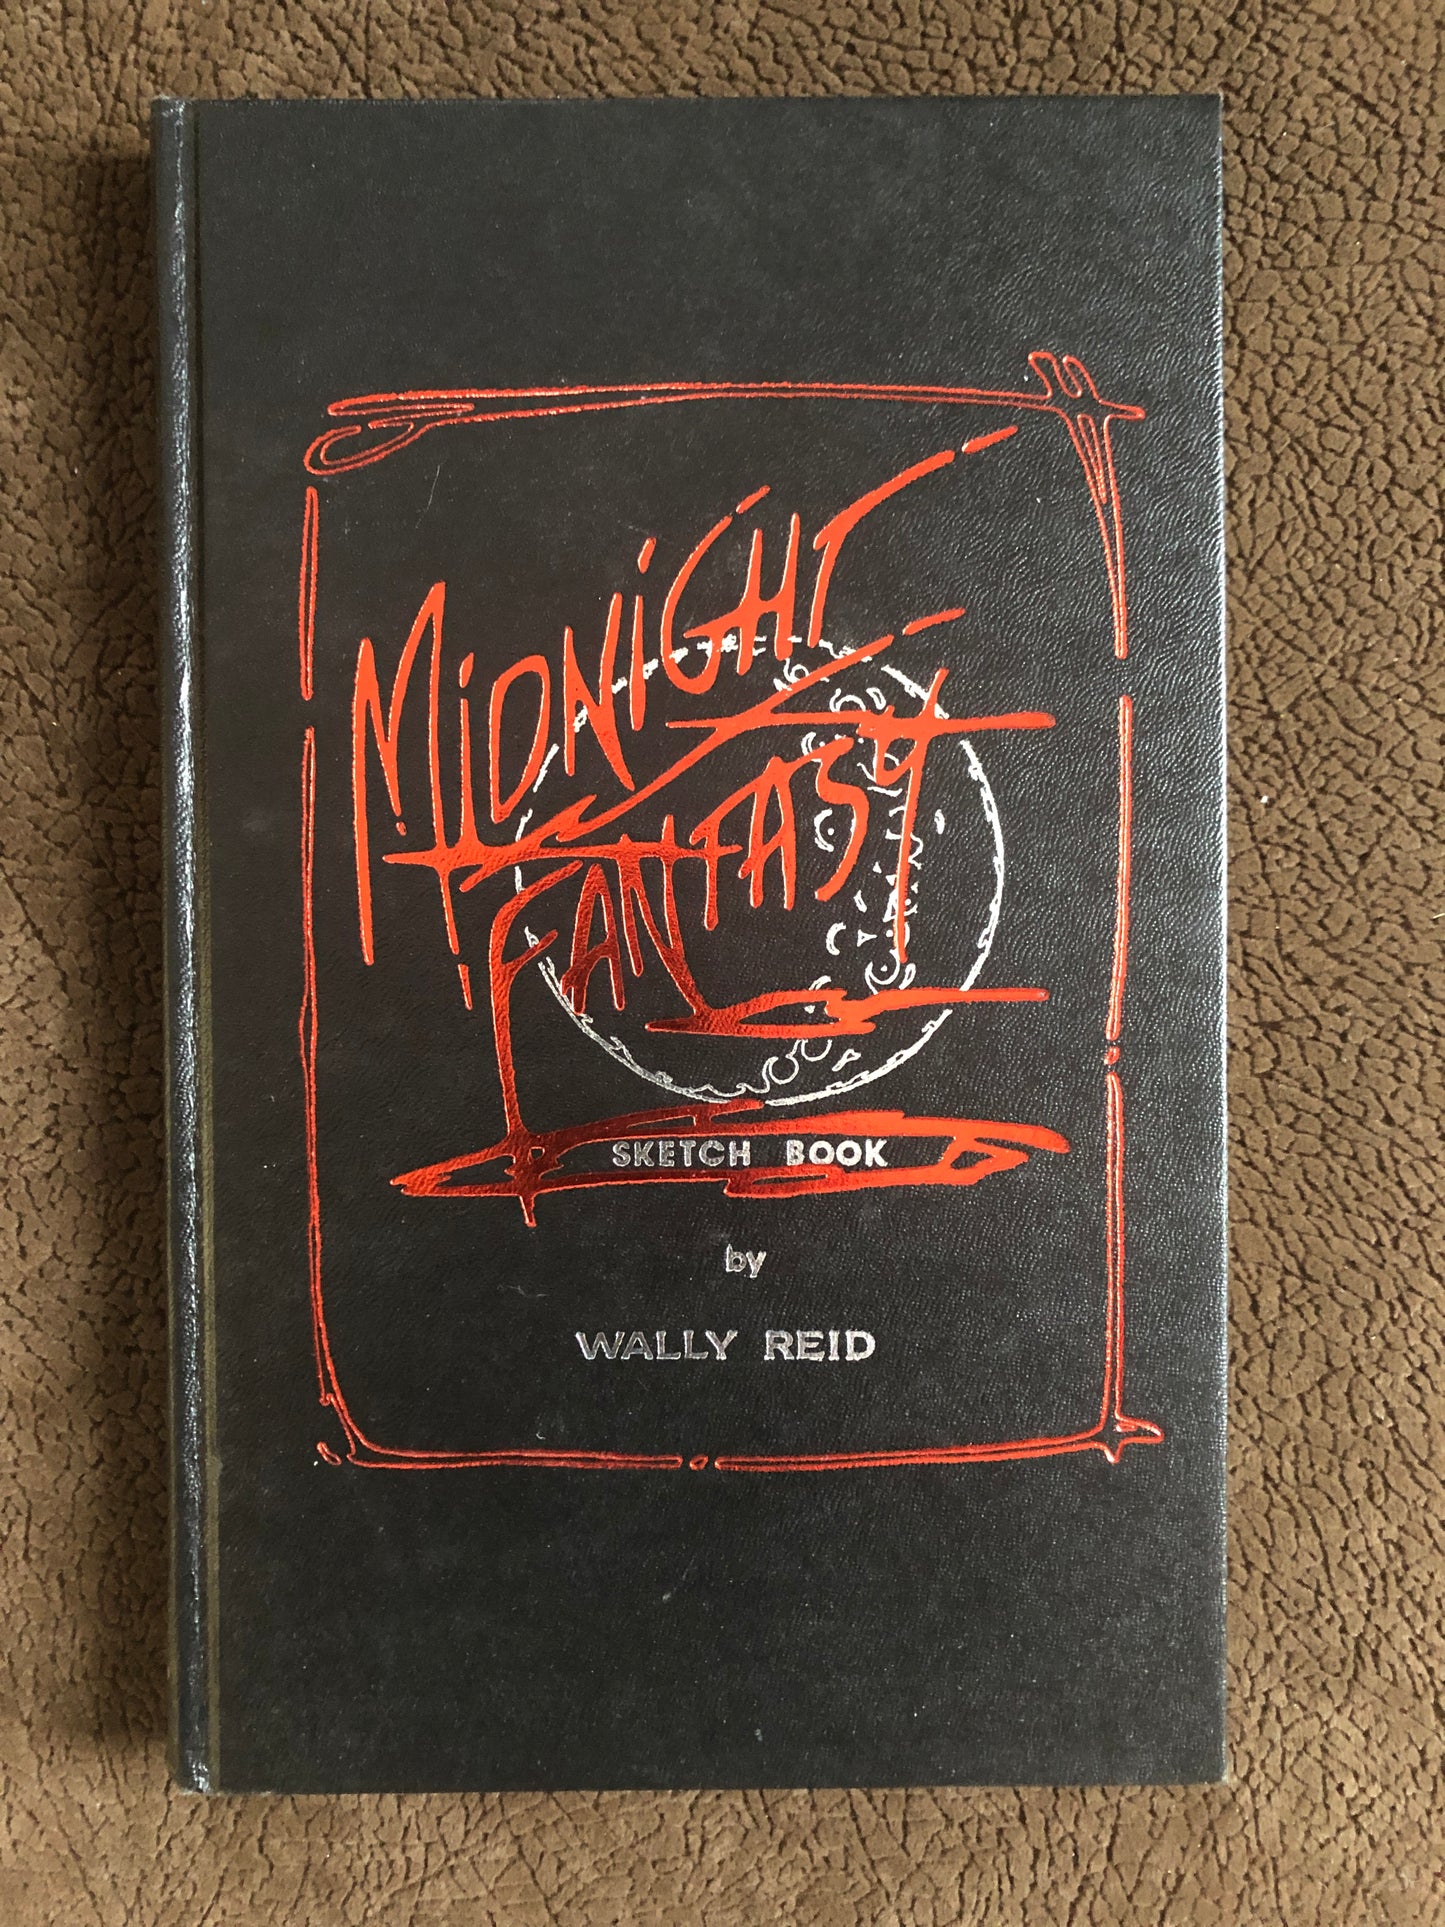 MiDNiGHT
FANTASY
SKETCH BOOK
by
WALLY REID